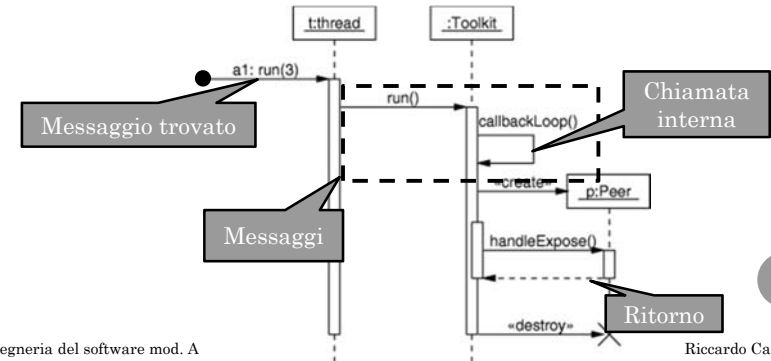 t:thread
:Toolkit
a1: run(3)
run()
Messaggio trovato
Chiamata
interna
callbackLoop()
«create»
p:Peer
Messaggi
handleExpose()
Ritorno
«destroy»
egneria del software mod. A
Riccardo Ca